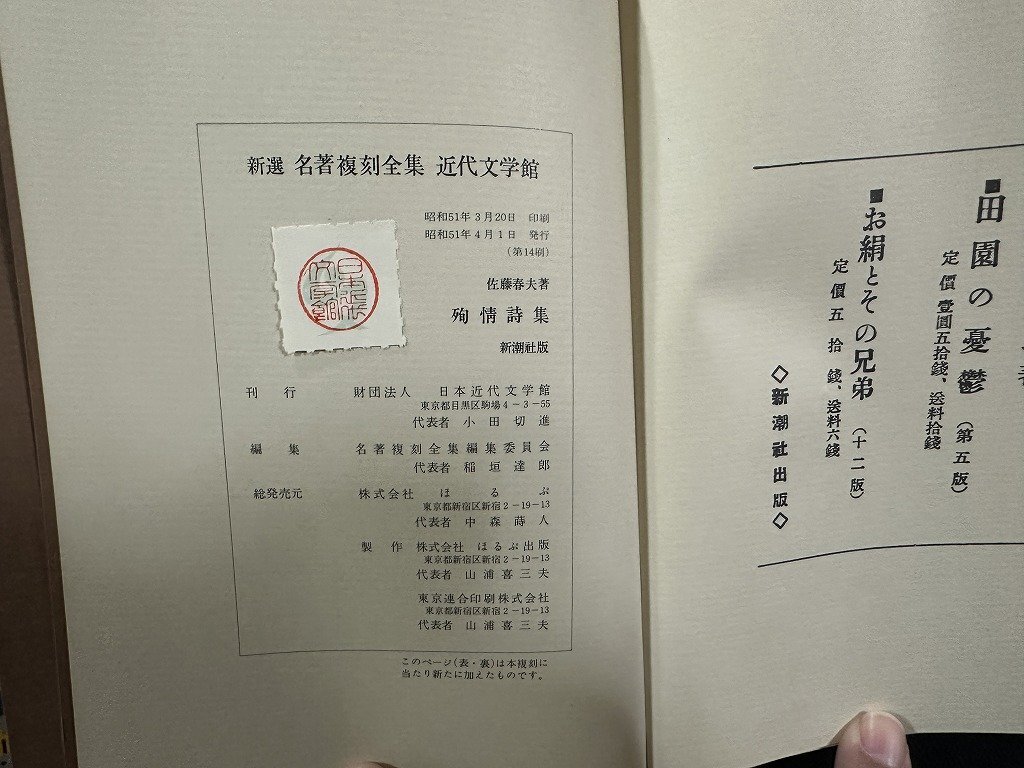 新選 名著複刻全集 近代文学館
昭和51年3月20日 印刷
昭和51年4月1日 発行
(第14刷)
佐藤春夫著
殉情詩集
新潮社版
刊行 財団法人 日本近代文学館
東京都目黒区駒場4-3-55
代表者 小田切進
編集 名著複刻全集編集委員会
代表者 稲垣達郎
総発売元 株式会社 ほるぷ
東京都新宿区新宿2-19-13
代表者 中森蒔人
製作 株式会社 ほるぷ出版
東京都新宿区新宿2-19-13
代表者 山浦喜三夫
東京連合印刷株式会社
東京都新宿区新宿2-19-13
代表者 山浦喜三夫
このページ(表・裏)は本複刻に
当たり新たに加えたものです。
■田園の憂鬱(第五版)
定價壹圓五拾錢、送料拾錢
■お絹とその兄弟(十二版)
定價五拾錢、送料六錢
◇新潮社出版◇